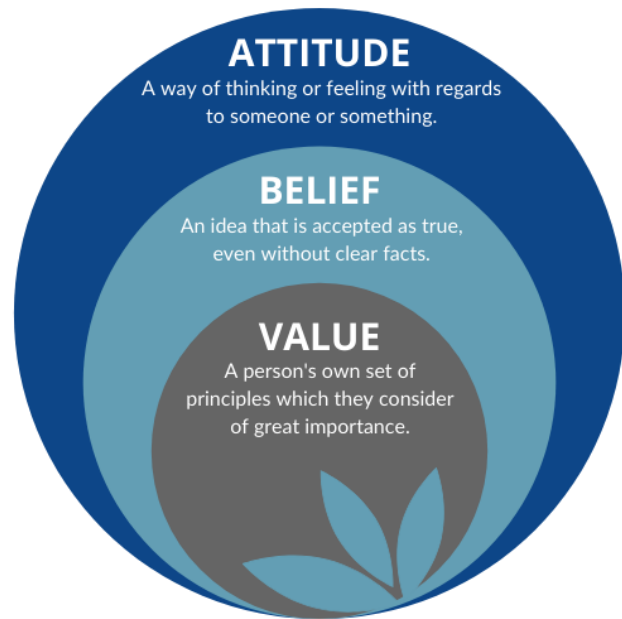 ATTITUDE
A way of thinking or feeling with regards
to someone or something.
BELIEF
An idea that is accepted as true,
even without clear facts.
VALUE
A person's own set of
principles which they consider
of great importance.